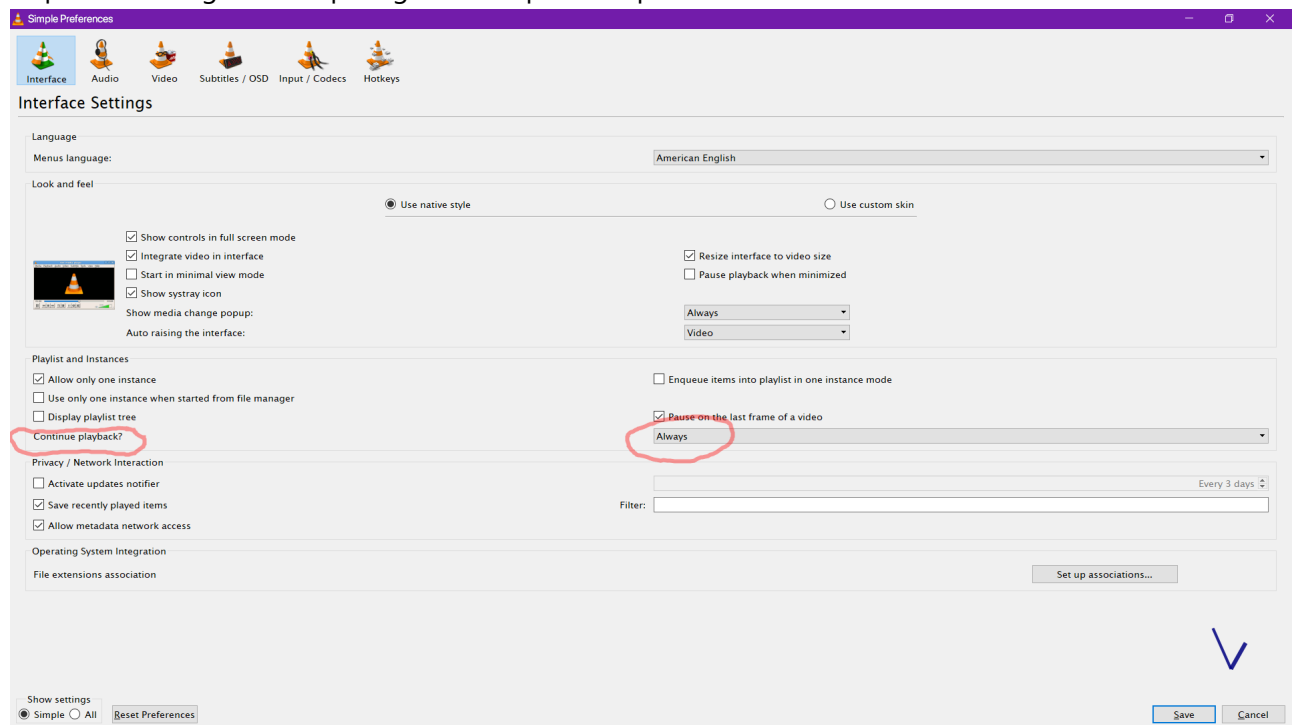 Simple Preferences
Interface Audio Video Subtitles / OSD Input / Codecs Hotkeys
Interface Settings
Language
Menus language: American English
Look and feel
Use native style Use custom skin
Show controls in full screen mode
Integrate video in interface Resize interface to video size
Start in minimal view mode Pause playback when minimized
Show systray icon
Show media change popup: Always
Auto raising the interface: Video
Playlist and Instances
Allow only one instance Enqueue items into playlist in one instance mode
Use only one instance when started from file manager
Display playlist tree Pause on the last frame of a video
Continue playback? Always
Privacy / Network Interaction
Activate updates notifier Every 3 days
Save recently played items Filter:
Allow metadata network access
Operating System Integration
File extensions association Set up associations...
Show settings
Simple All Reset Preferences Save Cancel